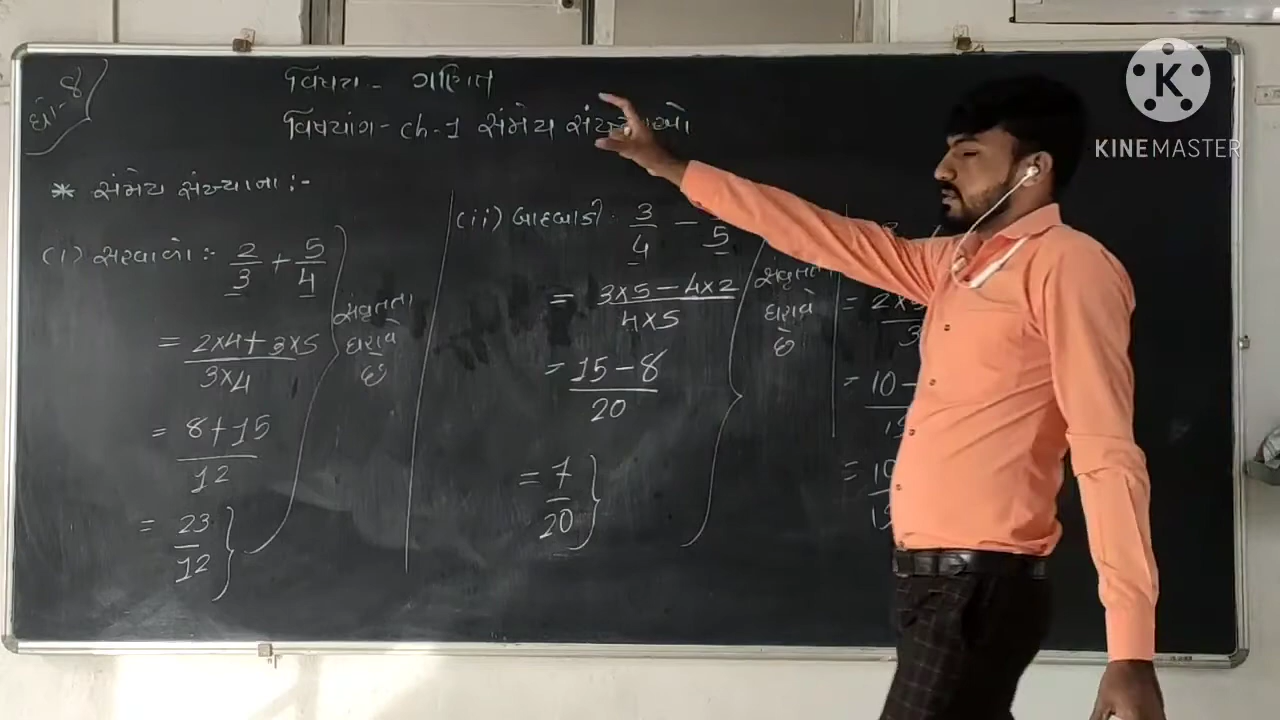 ધો-8
વિષય - ગણિત
વિષયાંગ - ch-1 સંમેય
* સંમેય સંખ્યાના :-
(i) સરવાળો :- 2/3 + 5/4
= 2×4+3×5/3×4
= 8+15/12
= 23/12
સંવૃતતા
ધરાવે
છે
(ii) બાદબાકી : 3/4 - /5
= 3×5-4×2/4×5
= 15-8/20
= 7/20
ધરાવે
છે
= 2×
= 10-
KINEMASTER